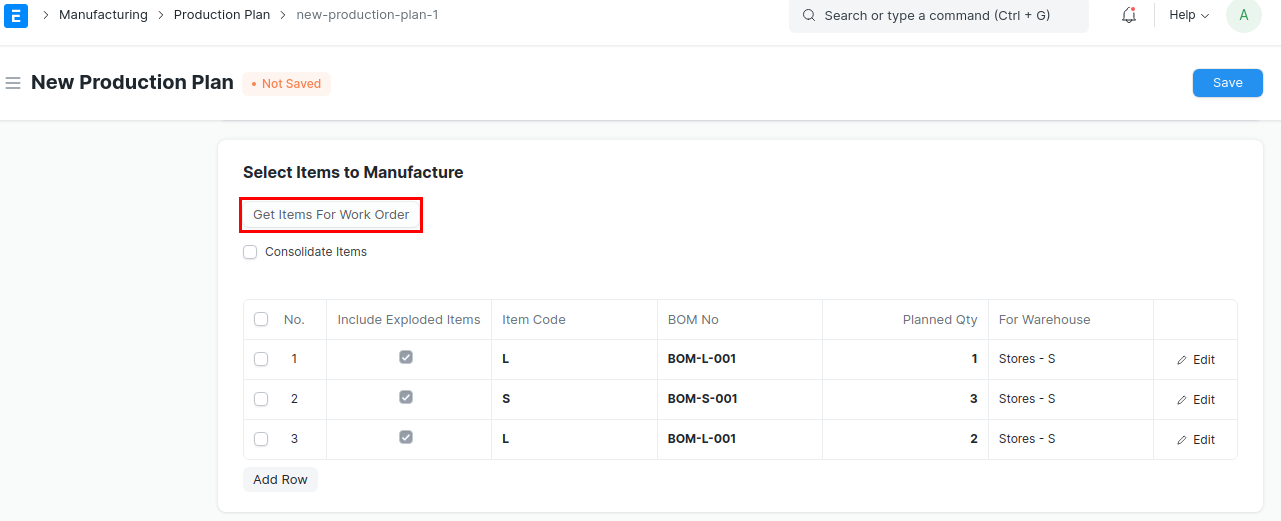 E Manufacturing Production Plan new-production-plan-1 Search or type a command (Ctrl + G) Help A
New Production Plan Not Saved Save
Select Items to Manufacture
Get Items For Work Order
Consolidate Items
No. Include Exploded Items Item Code BOM No Planned Qty For Warehouse
1 L BOM-L-001 1 Stores - S Edit
2 S BOM-S-001 3 Stores - S Edit
3 L BOM-L-001 2 Stores - S Edit
Add Row